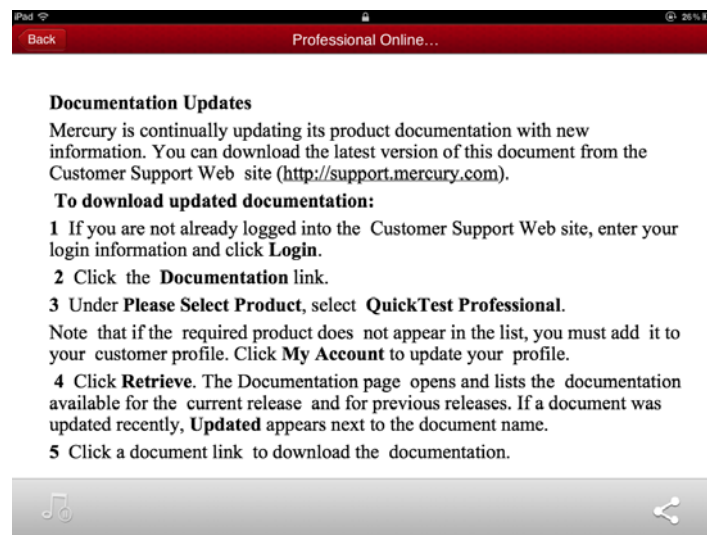 iPad 26%
Back Professional Online...
Documentation Updates
Mercury is continually updating its product documentation with new
information. You can download the latest version of this document from the
Customer Support Web site (http://support.mercury.com).
To download updated documentation:
1 If you are not already logged into the Customer Support Web site, enter your
login information and click Login.
2 Click the Documentation link.
3 Under Please Select Product, select QuickTest Professional.
Note that if the required product does not appear in the list, you must add it to
your customer profile. Click My Account to update your profile.
4 Click Retrieve. The Documentation page opens and lists the documentation
available for the current release and for previous releases. If a document was
updated recently, Updated appears next to the document name.
5 Click a document link to download the documentation.